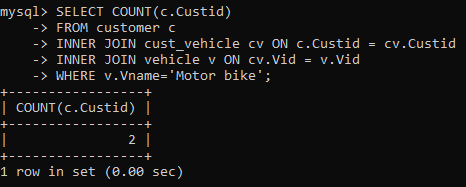 mysql> SELECT COUNT(c.Custid)
    -> FROM customer c
    -> INNER JOIN cust_vehicle cv ON c.Custid = cv.Custid
    -> INNER JOIN vehicle v ON cv.Vid = v.Vid
    -> WHERE v.Vname='Motor bike';
+-----------------+
| COUNT(c.Custid) |
+-----------------+
|               2 |
+-----------------+
1 row in set (0.00 sec)